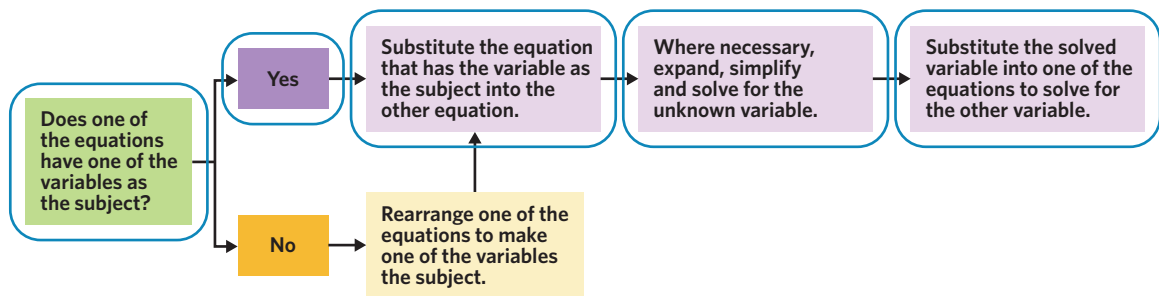 Does one of
the equations
have one of the
variables as
the subject?
Yes
Substitute the equation
that has the variable as
the subject into the
other equation.
Where necessary,
expand, simplify
and solve for the
unknown variable.
Substitute the solved
variable into one of the
equations to solve for
the other variable.
No
Rearrange one of the
equations to make
one of the variables
the subject.